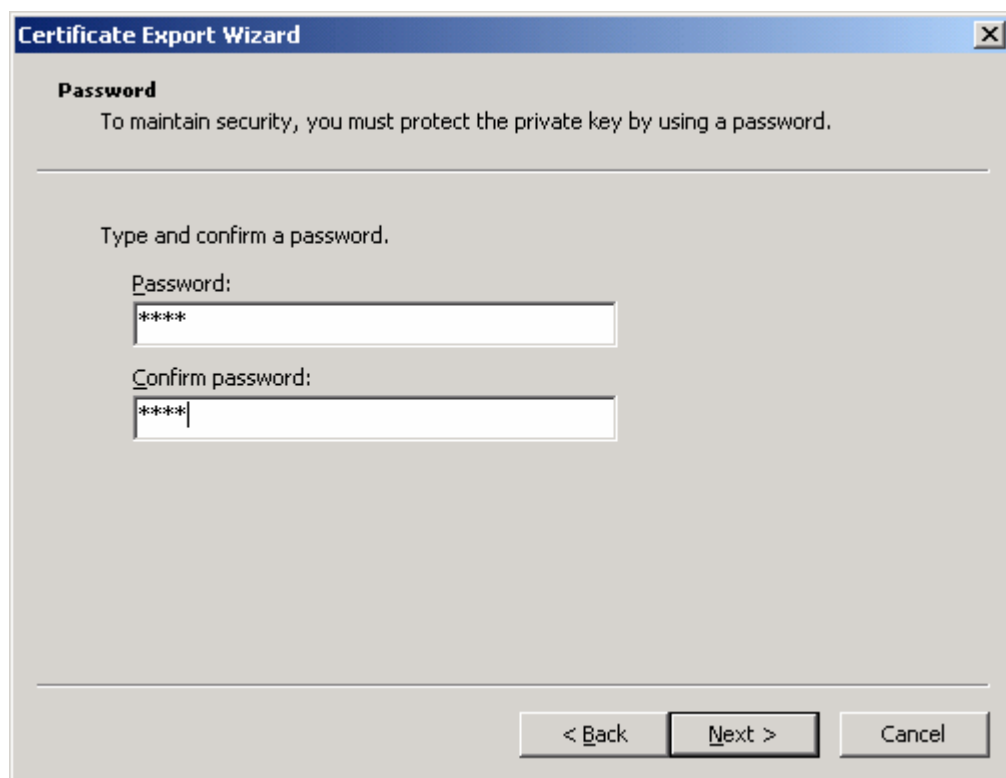 Certificate Export Wizard
Password
To maintain security, you must protect the private key by using a password.
Type and confirm a password.
Password:
****
Confirm password:
****
< Back Next > Cancel